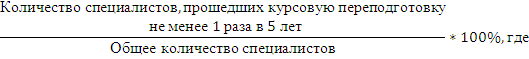 Количество специалистов, прошедших курсовую переподготовку
не менее 1 раза в 5 лет
Общее количество специалистов
* 100%, где